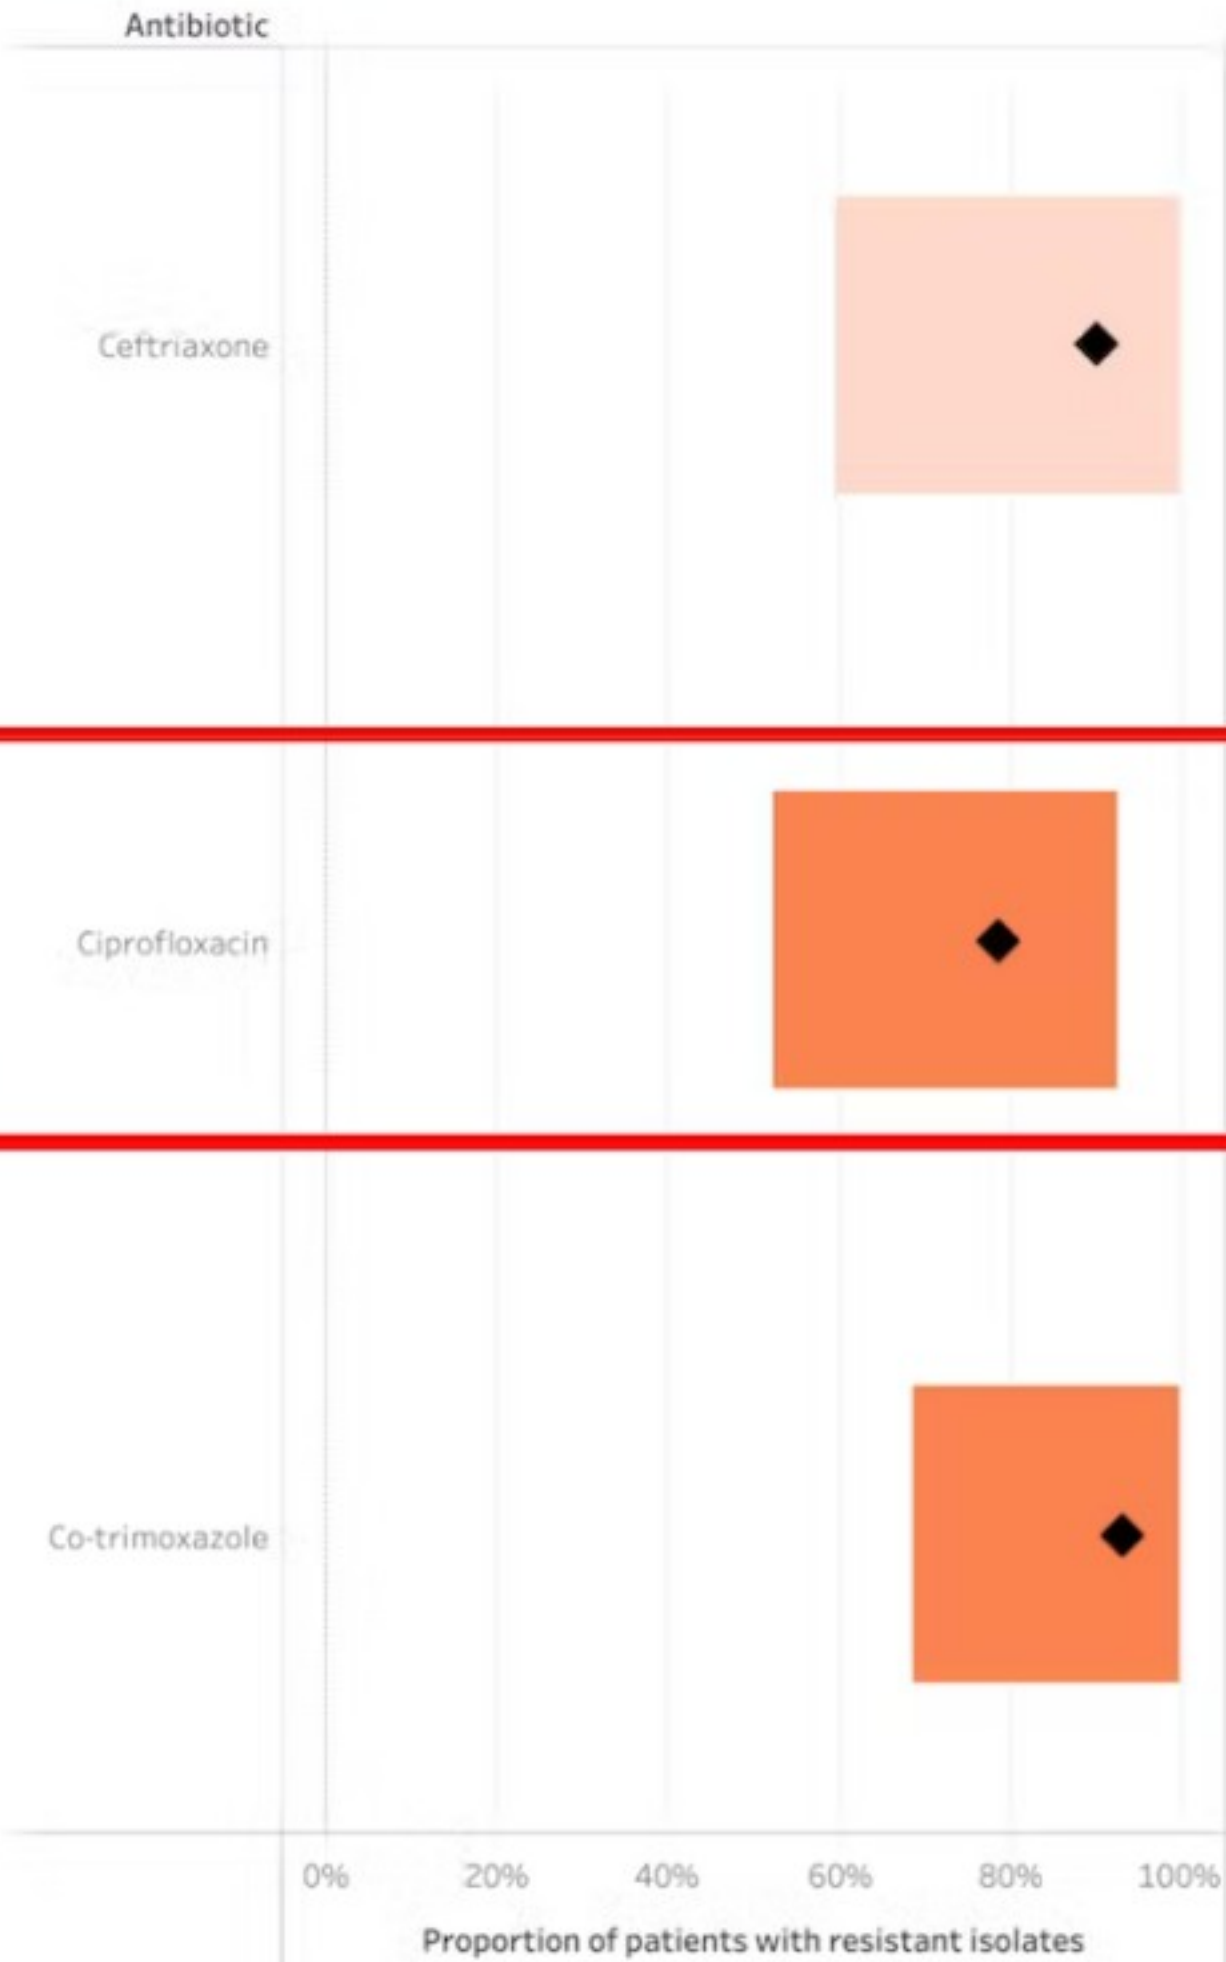 Antibiotic
Ceftriaxone
Ciprofloxacin
Co-trimoxazole
0% 20% 40% 60% 80% 100%
Proportion of patients with resistant isolates